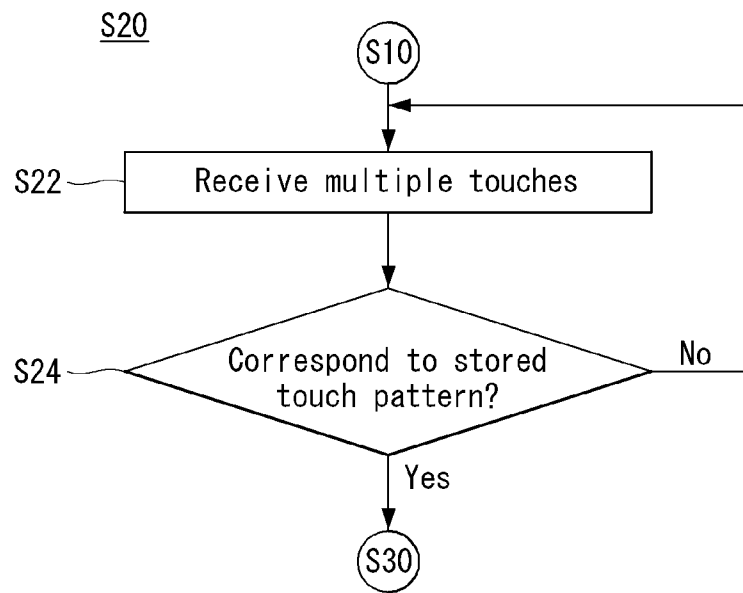 S20
S10
S22
Receive multiple touches
S24
Correspond to stored
touch pattern?
No
Yes
S30